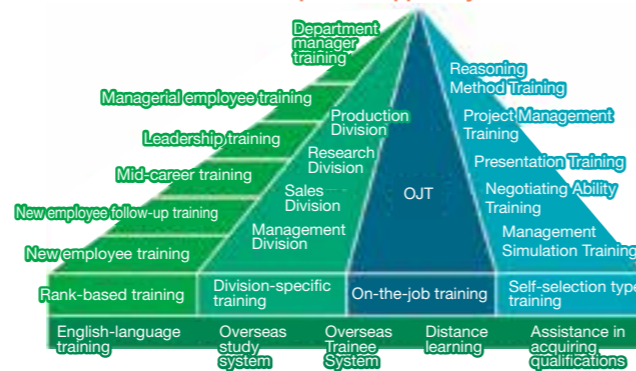 Department
manager
training
Managerial employee training
Leadership training
Mid-career training
New employee follow-up training
New employee training
Rank-based training
Production
Division
Research
Division
Sales
Division
Management
Division
Division-specific
training
OJT
On-the-job training
Reasoning
Method Training
Project Management
Training
Presentation Training
Negotiating Ability
Training
Management
Simulation Training
Self-selection type
training
English-language
training
Overseas
study
system
Overseas
Trainee
System
Distance
learning
Assistance in
acquiring
qualifications